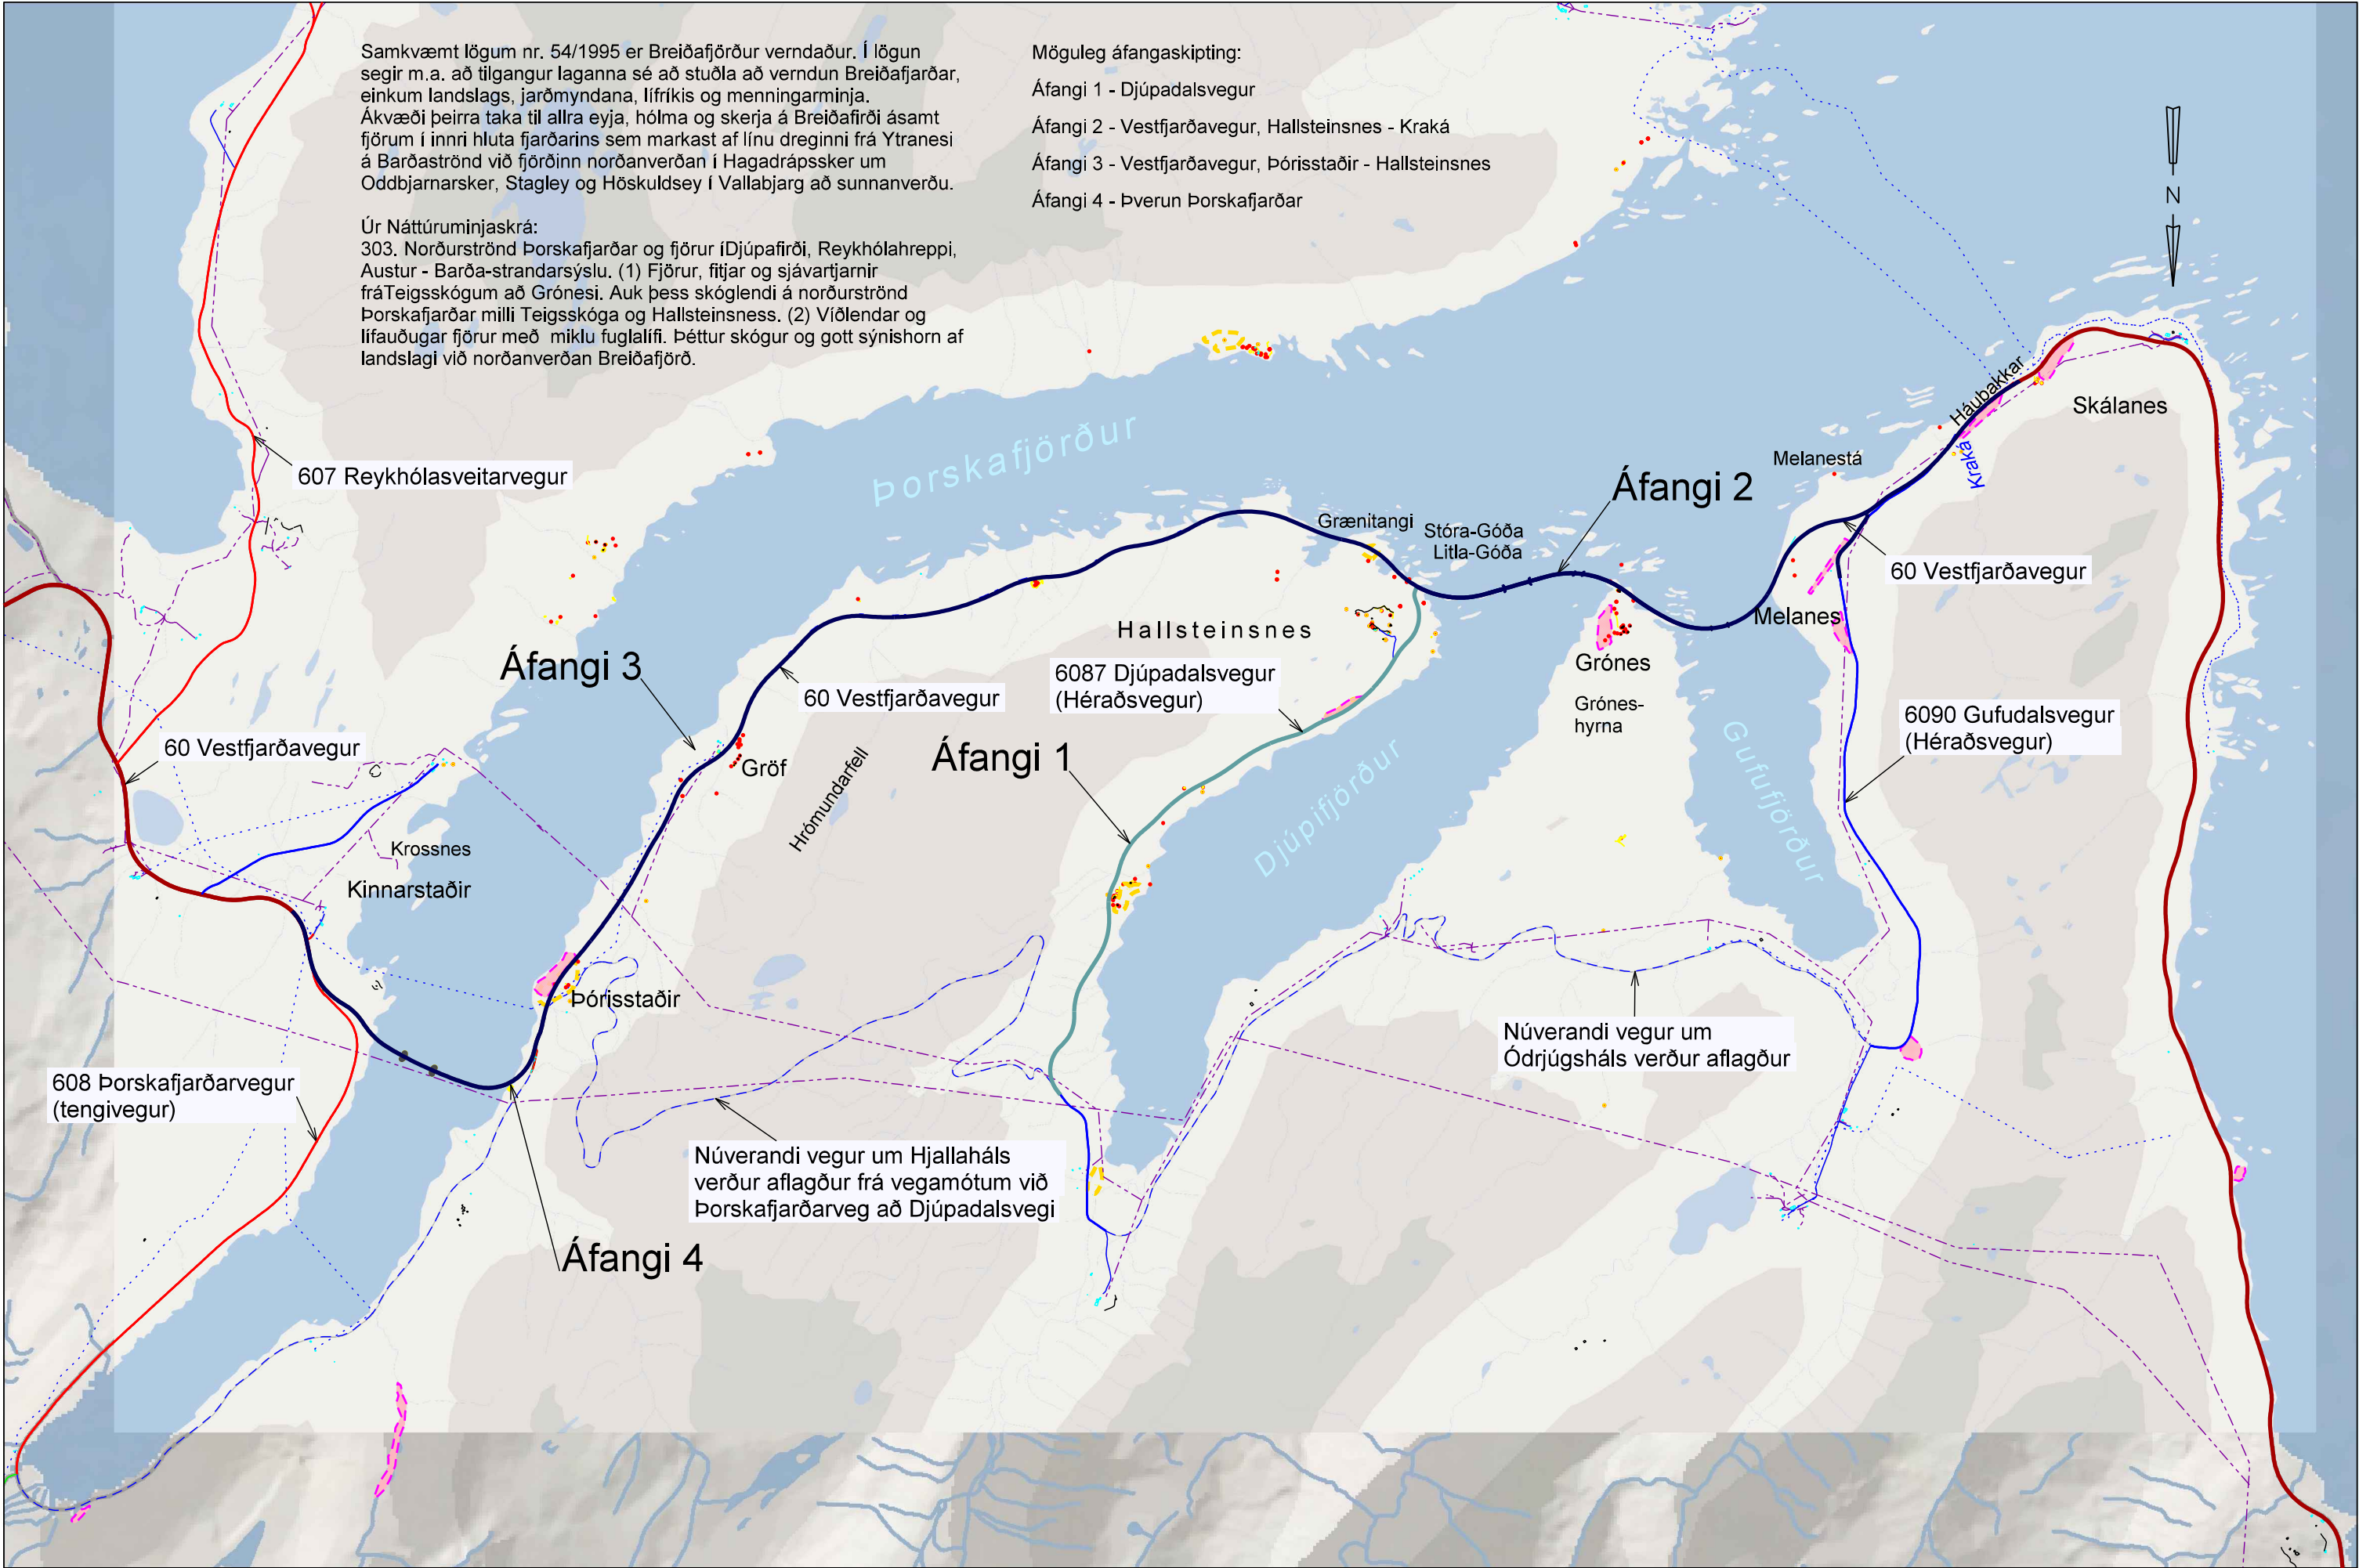 Samkvæmt lögum nr. 54/1995 er Breiðafjörður verndaður. Í lögun
segir m.a. að tilgangur laganna sé að stuðla að verndun Breiðafjarðar,
einkum landslags, jarðmyndana, lífríkis og menningarminja.
Ákvæði þeirra taka til allra eyja, hólma og skerja á Breiðafirði ásamt
fjörum í innri hluta fjarðarins sem markast af línu dreginni frá Ytranesi
á Barðaströnd við fjörðinn norðanverðan í Hagadrápssker um
Oddbjarnarsker, Stagley og Höskuldsey í Vallabjarg að sunnanverðu.
Úr Náttúruminjaskrá:
303. Norðurströnd Þorskafjarðar og fjörur íDjúpafirði, Reykhólahreppi,
Austur - Barða-strandarsýslu. (1) Fjörur, fitjar og sjávartjarnir
fráTeigsskógum að Grónesi. Auk þess skóglendi á norðurströnd
Þorskafjarðar milli Teigsskóga og Hallsteinsness. (2) Víðlendar og
lífauðugar fjörur með miklu fuglalífi. Þéttur skógur og gott sýnishorn af
landslagi við norðanverðan Breiðafjörð.
Möguleg áfangaskipting:
Áfangi 1 - Djúpadalsvegur
Áfangi 2 - Vestfjarðavegur, Hallsteinsnes - Kraká
Áfangi 3 - Vestfjarðavegur, Þórisstaðir - Hallsteinsnes
Áfangi 4 - Þverun Þorskafjarðar
N
Háubakkar
Skálanes
Kraká
Melanestá
Áfangi 2
607 Reykhólasveitarvegur
Þorskafjörður
Grænitangi
Stóra-Góða
Litla-Góða
60 Vestfjarðavegur
Melanes
Hallsteinsnes
Áfangi 3
6087 Djúpadalsvegur
(Héraðsvegur)
Grónes
Grónes-
hyrna
60 Vestfjarðavegur
6090 Gufudalsvegur
(Héraðsvegur)
60 Vestfjarðavegur
Gröf
Hrómundarfell
Áfangi 1
Djúpifjörður
Gufufjörður
Krossnes
Kinnarstaðir
Þórisstaðir
Núverandi vegur um
Ódrjúgsháls verður aflagður
608 Þorskafjarðarvegur
(tengivegur)
Núverandi vegur um Hjallaháls
verður aflagður frá vegamótum við
Þorskafjarðarveg að Djúpadalsvegi
Áfangi 4